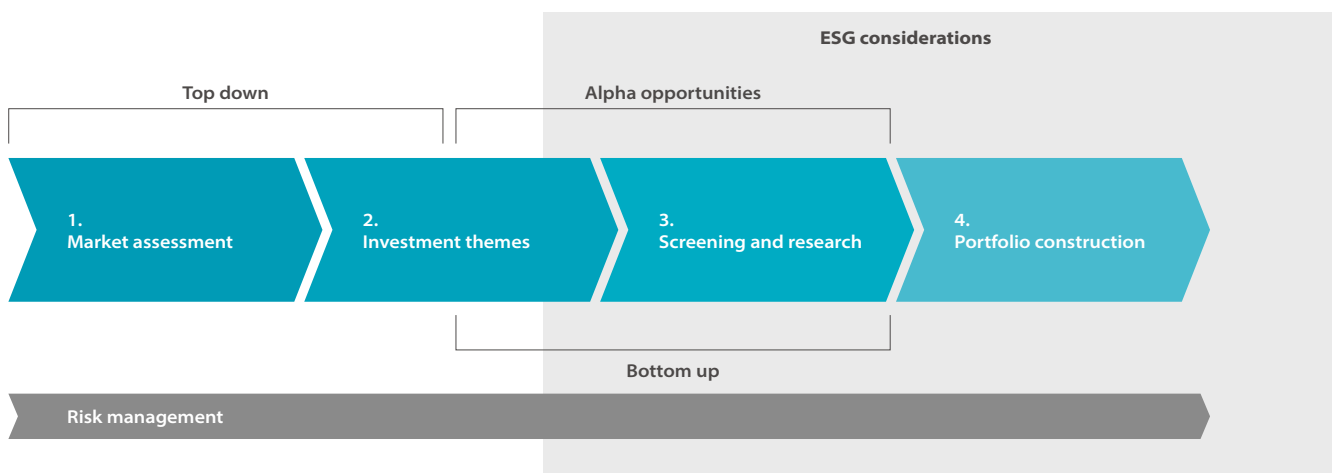 ESG considerations
Top down
Alpha opportunities
1.
Market assessment
2.
Investment themes
3.
Screening and research
4.
Portfolio construction
Bottom up
Risk management